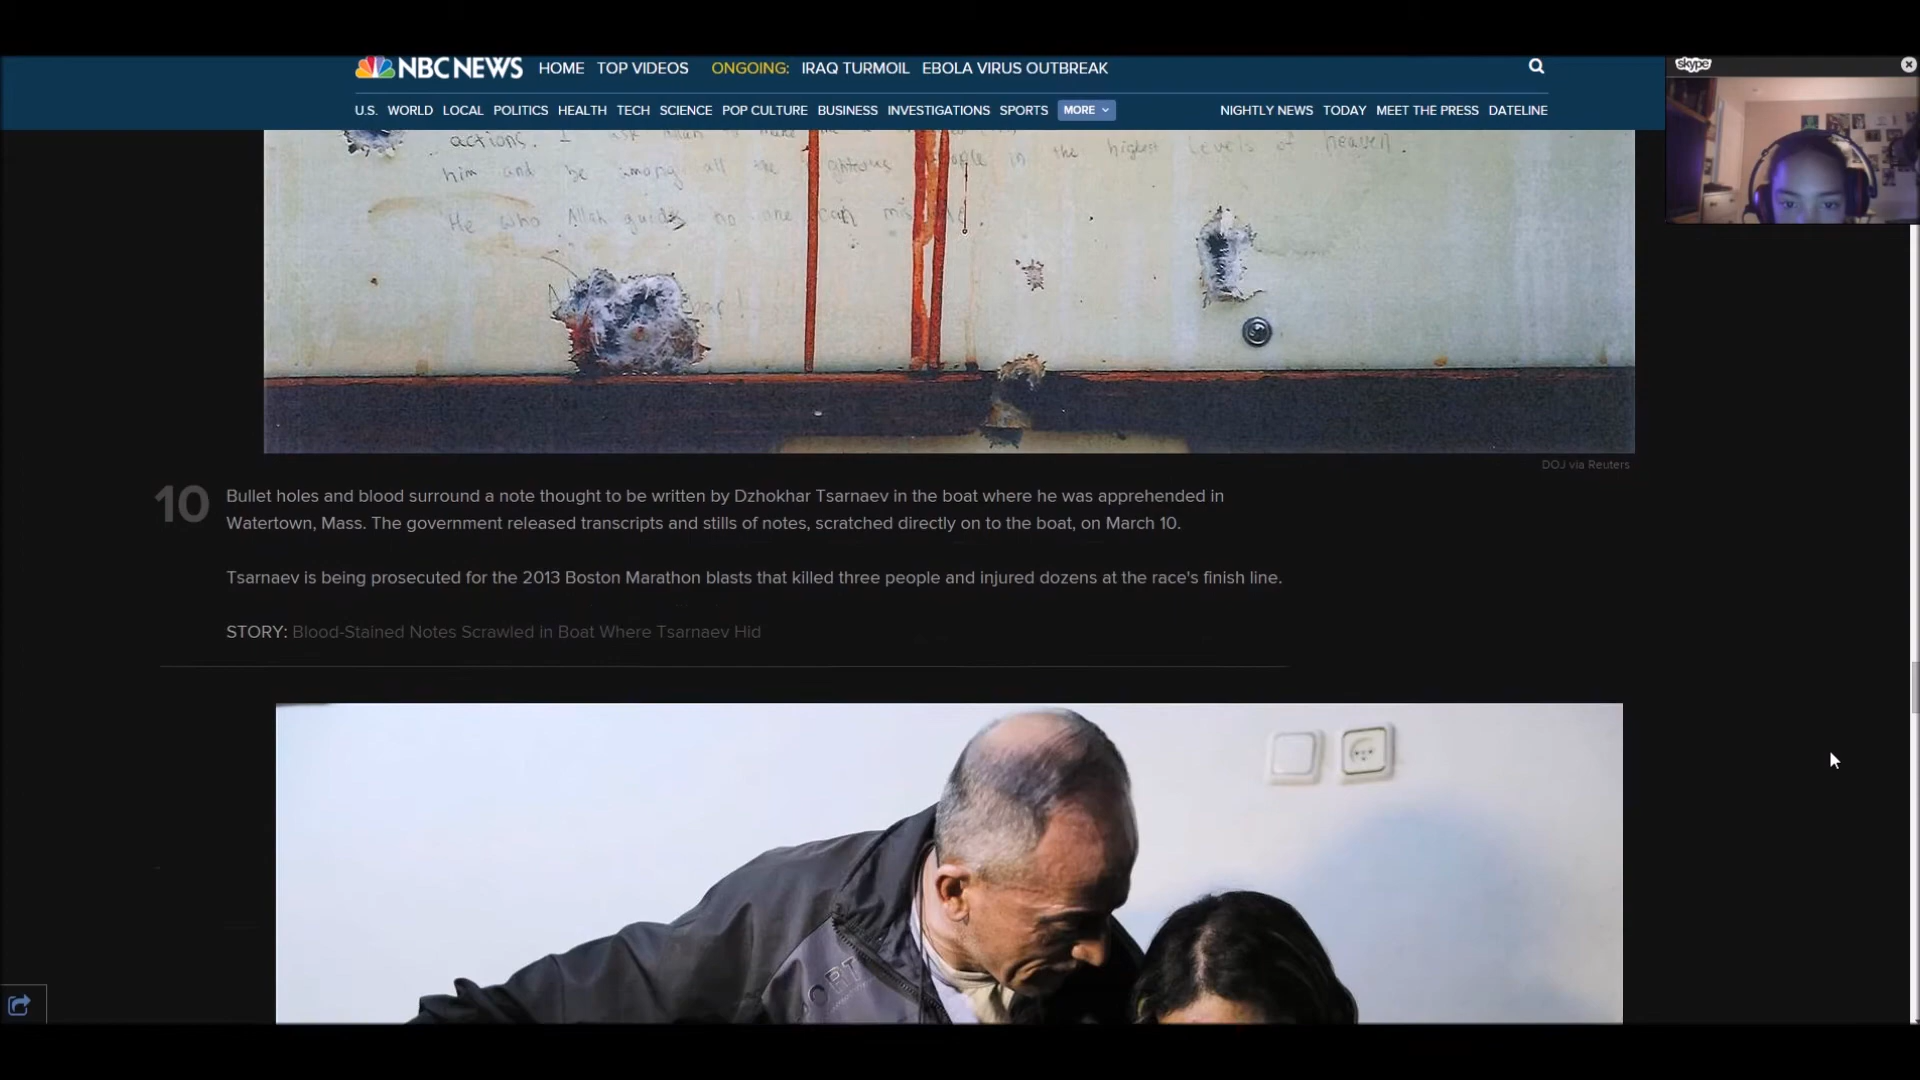 NBC NEWS HOME TOP VIDEOS ONGOING: IRAQ TURMOIL EBOLA VIRUS OUTBREAK
skype
U.S. WORLD LOCAL POLITICS HEALTH TECH SCIENCE POP CULTURE BUSINESS INVESTIGATIONS SPORTS MORE NIGHTLY NEWS TODAY MEET THE PRESS DATELINE
actions. I ask Allah to make me a
him and be among all the righteous people in the highest levels of heaven.
He who Allah guides no one can
DOJ via Reuters
10
Bullet holes and blood surround a note thought to be written by Dzhokhar Tsarnaev in the boat where he was apprehended in
Watertown, Mass. The government released transcripts and stills of notes, scratched directly on to the boat, on March 10.
Tsarnaev is being prosecuted for the 2013 Boston Marathon blasts that killed three people and injured dozens at the race's finish line.
STORY: Blood-Stained Notes Scrawled in Boat Where Tsarnaev Hid